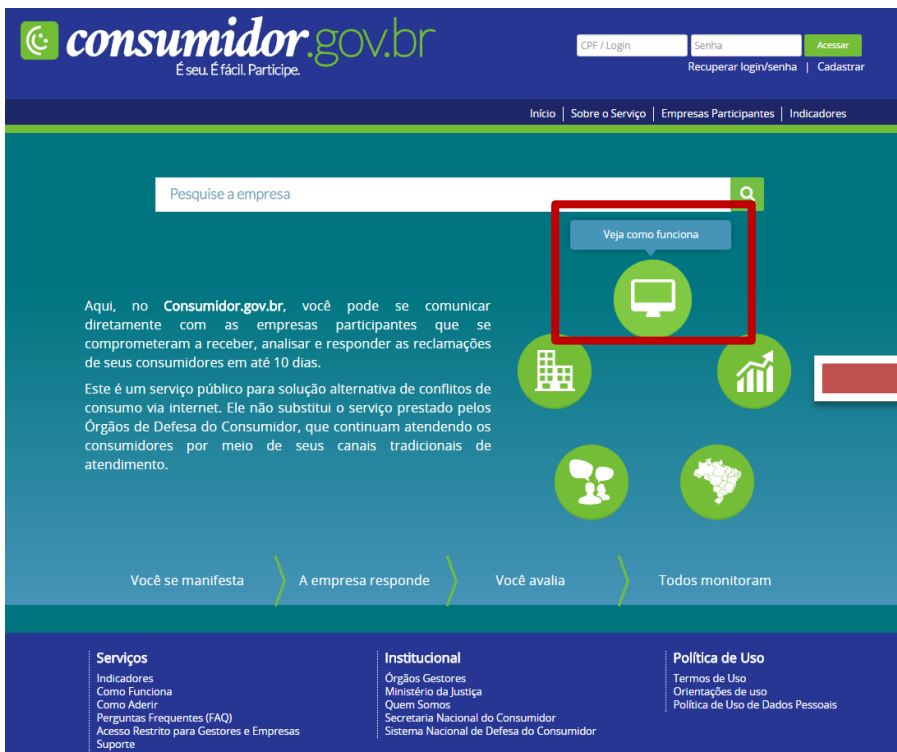 consumidor.gov.br
É seu. É fácil. Participe.
CPF / Login
Senha
Acessar
Recuperar login/senha | Cadastrar
Início | Sobre o Serviço | Empresas Participantes | Indicadores
Pesquise a empresa
Veja como funciona
Aqui, no Consumidor.gov.br, você pode se comunicar
diretamente com as empresas participantes que se
comprometeram a receber, analisar e responder as reclamações
de seus consumidores em até 10 dias.
Este é um serviço público para solução alternativa de conflitos de
consumo via internet. Ele não substitui o serviço prestado pelos
Órgãos de Defesa do Consumidor, que continuam atendendo os
consumidores por meio de seus canais tradicionais de
atendimento.
Você se manifesta
A empresa responde
Você avalia
Todos monitoram
Serviços
Indicadores
Como Funciona
Como Aderir
Perguntas Frequentes (FAQ)
Acesso Restrito para Gestores e Empresas
Suporte
Institucional
Órgãos Gestores
Ministério da Justiça
Quem Somos
Secretaria Nacional do Consumidor
Sistema Nacional de Defesa do Consumidor
Política de Uso
Termos de Uso
Orientações de uso
Política de Uso de Dados Pessoais